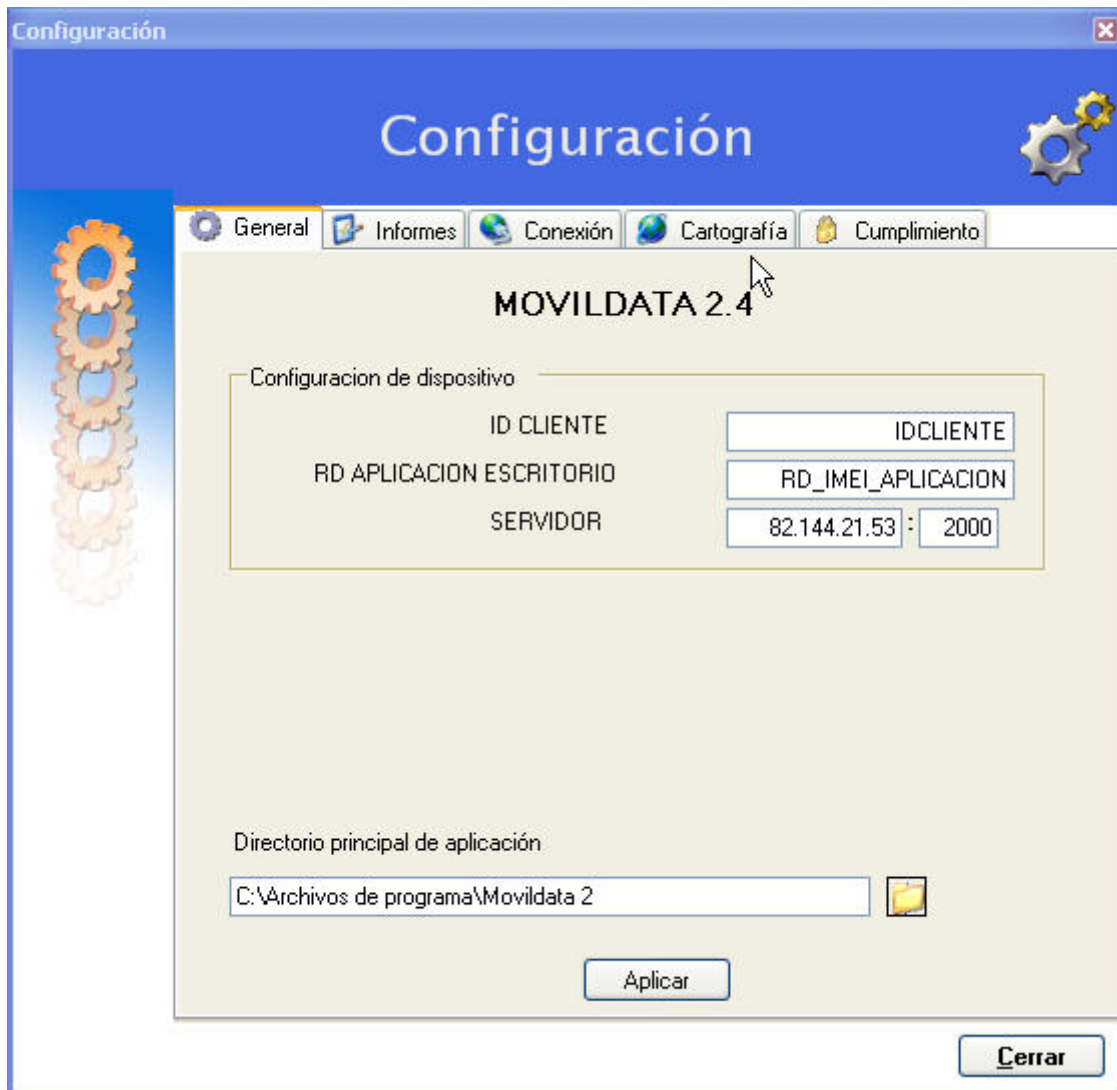 Configuración
Configuración
General Informes Conexión Cartografía Cumplimiento
MOVILDATA 2.4
Configuracion de dispositivo
ID CLIENTE IDCLIENTE
RD APLICACION ESCRITORIO RD_IMEI_APLICACION
SERVIDOR 82.144.21.53 : 2000
Directorio principal de aplicación
C:\Archivos de programa\Movildata 2
Aplicar
Cerrar